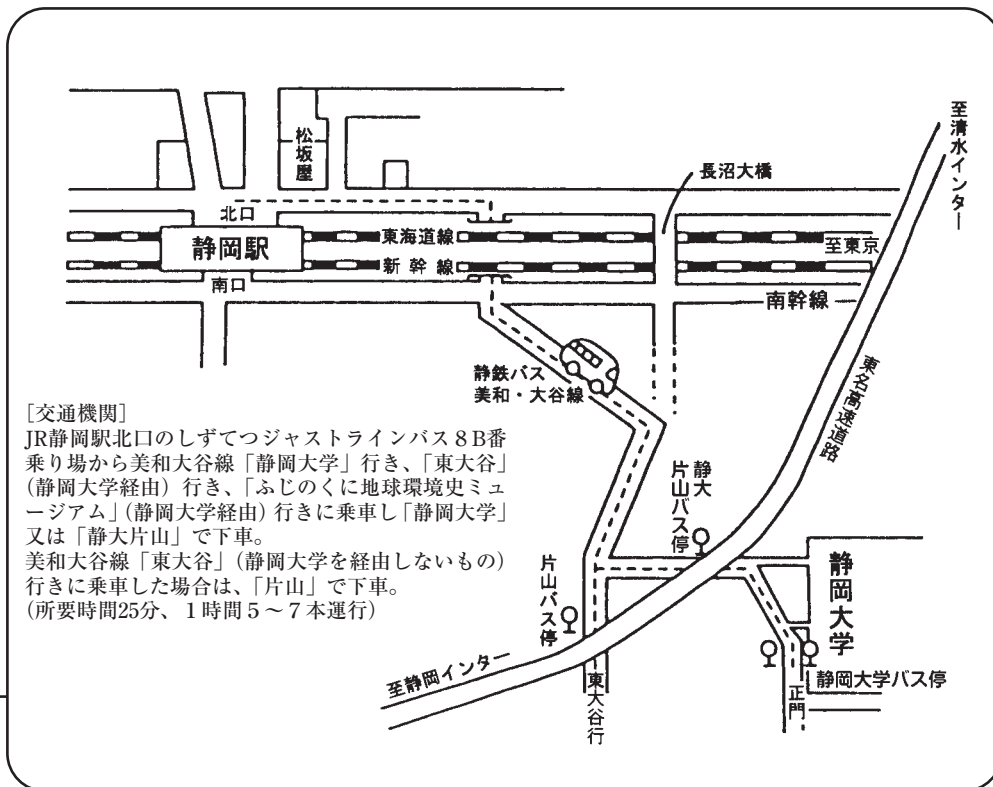 松坂屋
至清水インター
長沼大橋
北口
静岡駅
東海道線
新幹線
至東京
南口
南幹線
静鉄バス
美和・大谷線
東名高速道路
[交通機関]
JR静岡駅北口のしずてつジャストラインバス8B番
乗り場から美和大谷線「静岡大学」行き、「東大谷」
(静岡大学経由) 行き、「ふじのくに地球環境史ミュ
ージアム」(静岡大学経由) 行きに乗車し「静岡大学」
又は「静大片山」で下車。
美和大谷線「東大谷」(静岡大学を経由しないもの)
行きに乗車した場合は、「片山」で下車。
(所要時間25分、1時間5〜7本運行)
静大
片山バス停
片山バス停
静岡大学
至静岡インター
東大谷行
正門
静岡大学バス停